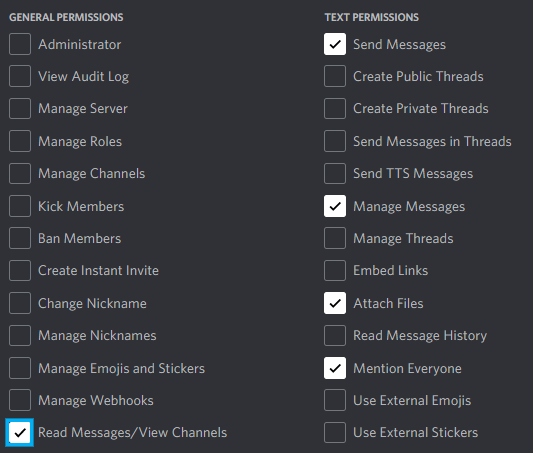 GENERAL PERMISSIONS
Administrator
View Audit Log
Manage Server
Manage Roles
Manage Channels
Kick Members
Ban Members
Create Instant Invite
Change Nickname
Manage Nicknames
Manage Emojis and Stickers
Manage Webhooks
Read Messages/View Channels
TEXT PERMISSIONS
Send Messages
Create Public Threads
Create Private Threads
Send Messages in Threads
Send TTS Messages
Manage Messages
Manage Threads
Embed Links
Attach Files
Read Message History
Mention Everyone
Use External Emojis
Use External Stickers